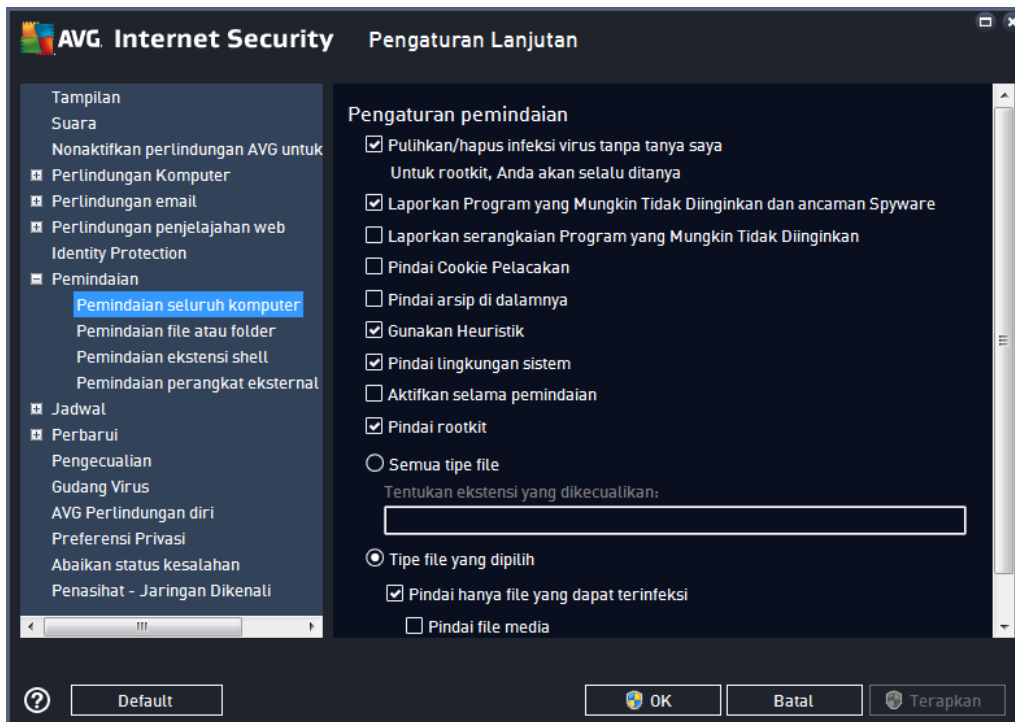 AVG. Internet Security
Pengaturan Lanjutan
Tampilan
Suara
Nonaktifkan perlindungan AVG untuk
Perlindungan Komputer
Perlindungan email
Perlindungan penjelajahan web
Identity Protection
Pemindaian
Pemindaian seluruh komputer
Pemindaian file atau folder
Pemindaian ekstensi shell
Pemindaian perangkat eksternal
Jadwal
Perbarui
Pengecualian
Gudang Virus
AVG Perlindungan diri
Preferensi Privasi
Abaikan status kesalahan
Penasihat - Jaringan Dikenali
Pengaturan pemindaian
Pulihkan/hapus infeksi virus tanpa tanya saya
Untuk rootkit, Anda akan selalu ditanya
Laporkan Program yang Mungkin Tidak Diinginkan dan ancaman Spyware
Laporkan serangkaian Program yang Mungkin Tidak Diinginkan
Pindai Cookie Pelacakan
Pindai arsip di dalamnya
Gunakan Heuristik
Pindai lingkungan sistem
Aktifkan selama pemindaian
Pindai rootkit
Semua tipe file
Tentukan ekstensi yang dikecualikan:
Tipe file yang dipilih
Pindai hanya file yang dapat terinfeksi
Pindai file media
Default
OK
Batal
Terapkan